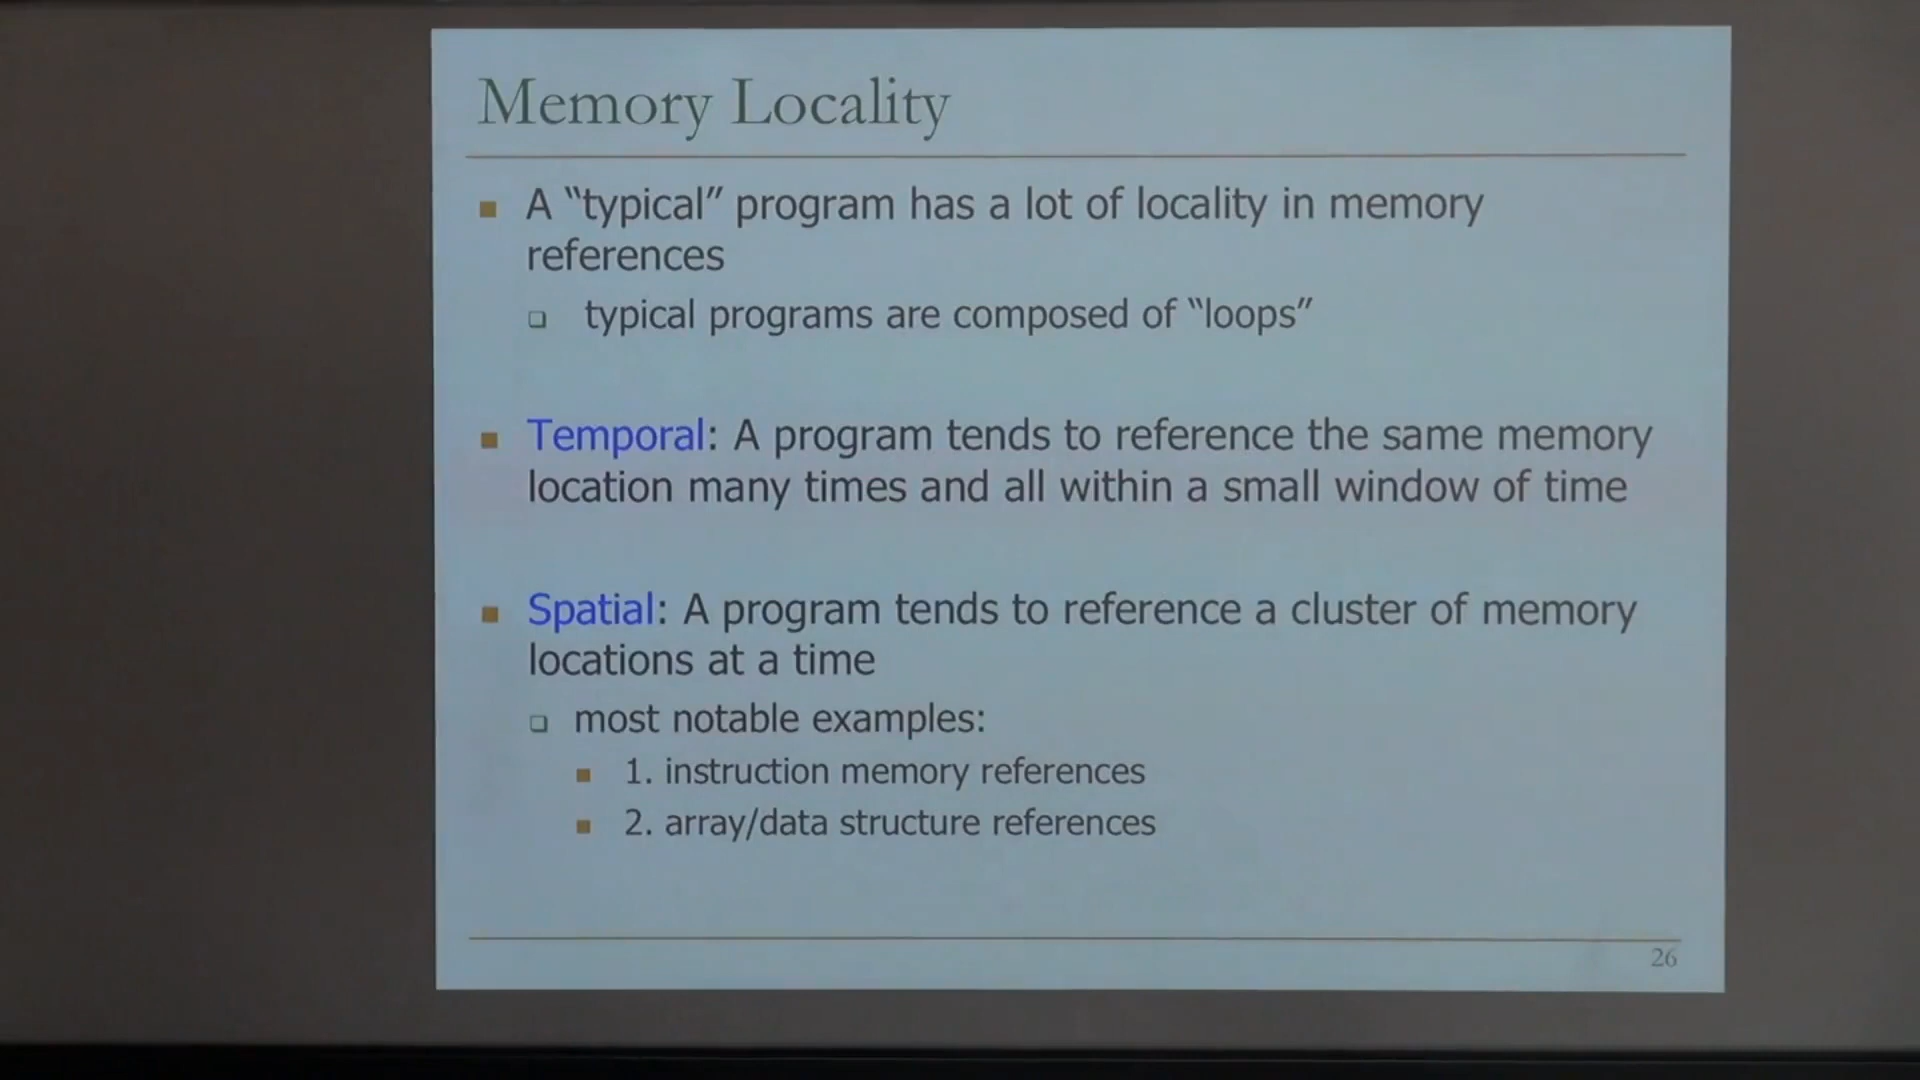 Memory Locality
A “typical” program has a lot of locality in memory
references
typical programs are composed of “loops”
Temporal: A program tends to reference the same memory
location many times and all within a small window of time
Spatial: A program tends to reference a cluster of memory
locations at a time
most notable examples:
1. instruction memory references
2. array/data structure references
26